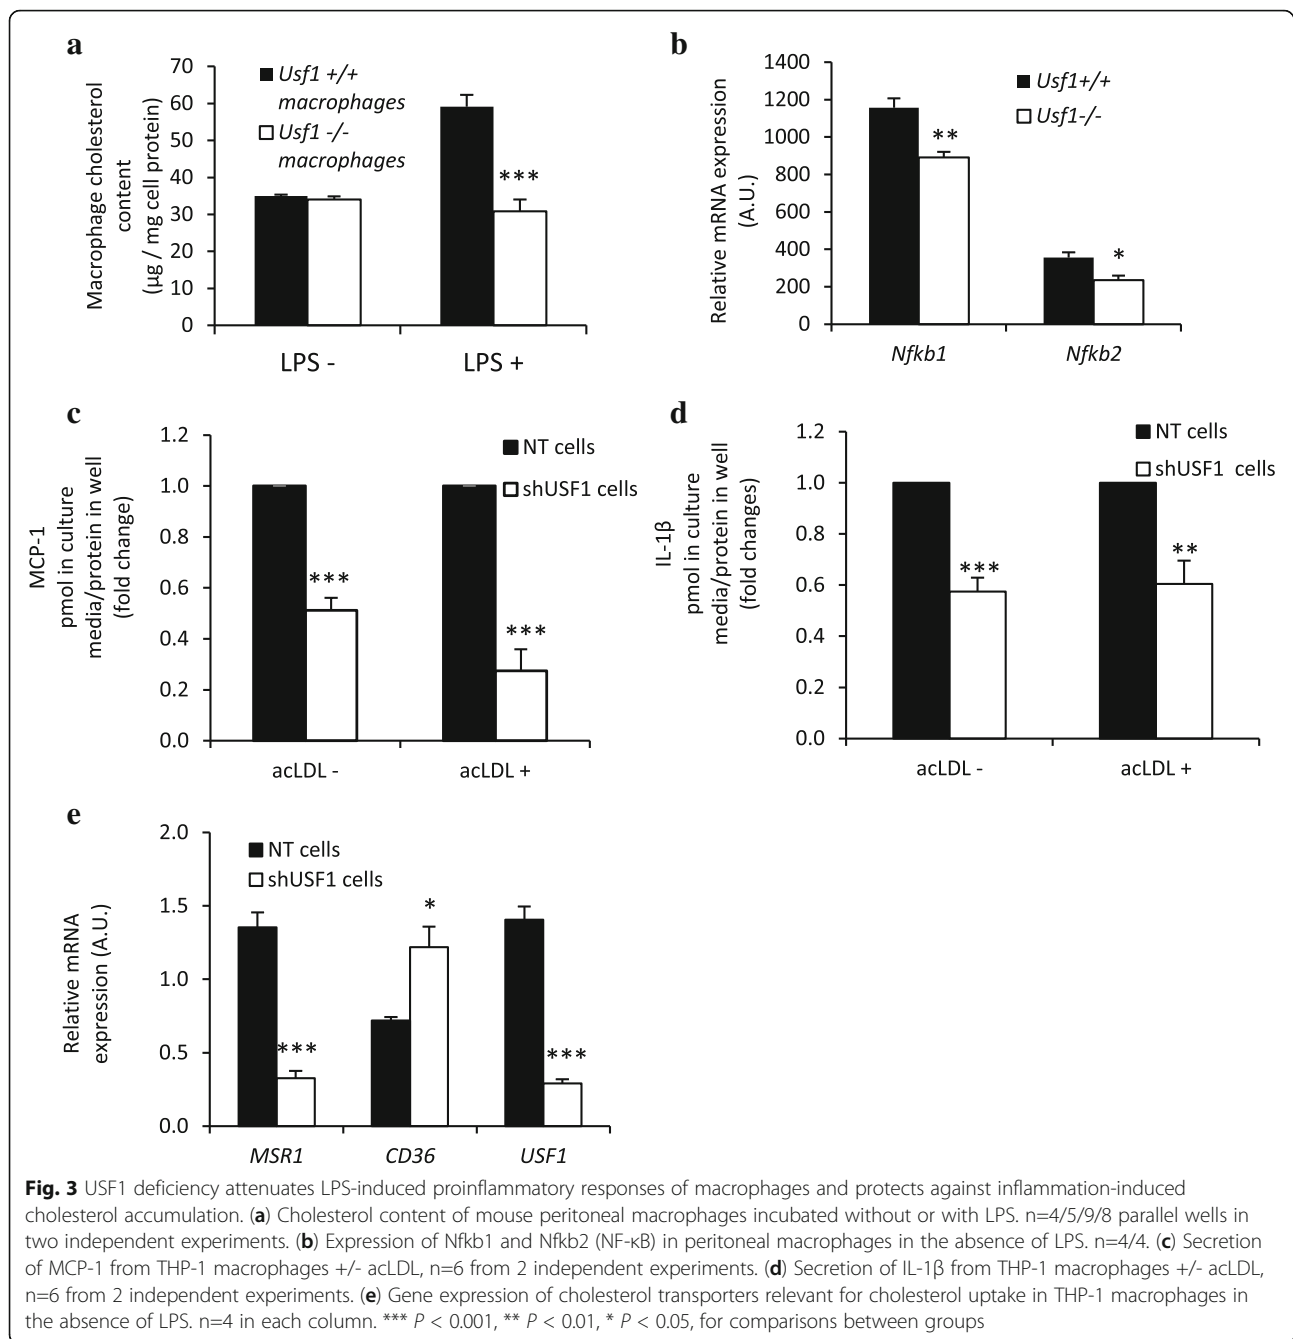 a
Macrophage cholesterol
content
(µg / mg cell protein)
70
60
50
40
30
20
10
0
Usf1 +/+
macrophages
Usf1 -/-
macrophages
***
LPS -
LPS +
b
Relative mRNA expression
(A.U.)
1400
1200
1000
800
600
400
200
0
Usf1+/+
Usf1-/-
**
*
Nfkb1
Nfkb2
c
MCP-1
pmol in culture
media/protein in well
(fold change)
1.2
1.0
0.8
0.6
0.4
0.2
0.0
NT cells
shUSF1 cells
***
***
acLDL -
acLDL +
d
IL-1β
pmol in culture
media/protein in well
(fold changes)
1.2
1.0
0.8
0.6
0.4
0.2
0.0
NT cells
shUSF1 cells
***
**
acLDL -
acLDL +
e
Relative mRNA
expression (A.U.)
2.0
1.5
1.0
0.5
0.0
NT cells
shUSF1 cells
***
*
***
MSR1
CD36
USF1
Fig. 3 USF1 deficiency attenuates LPS-induced proinflammatory responses of macrophages and protects against inflammation-induced
cholesterol accumulation. (a) Cholesterol content of mouse peritoneal macrophages incubated without or with LPS. n=4/5/9/8 parallel wells in
two independent experiments. (b) Expression of Nfkb1 and Nfkb2 (NF-κB) in peritoneal macrophages in the absence of LPS. n=4/4. (c) Secretion
of MCP-1 from THP-1 macrophages +/- acLDL, n=6 from 2 independent experiments. (d) Secretion of IL-1β from THP-1 macrophages +/- acLDL,
n=6 from 2 independent experiments. (e) Gene expression of cholesterol transporters relevant for cholesterol uptake in THP-1 macrophages in
the absence of LPS. n=4 in each column. *** P < 0.001, ** P < 0.01, * P < 0.05, for comparisons between groups